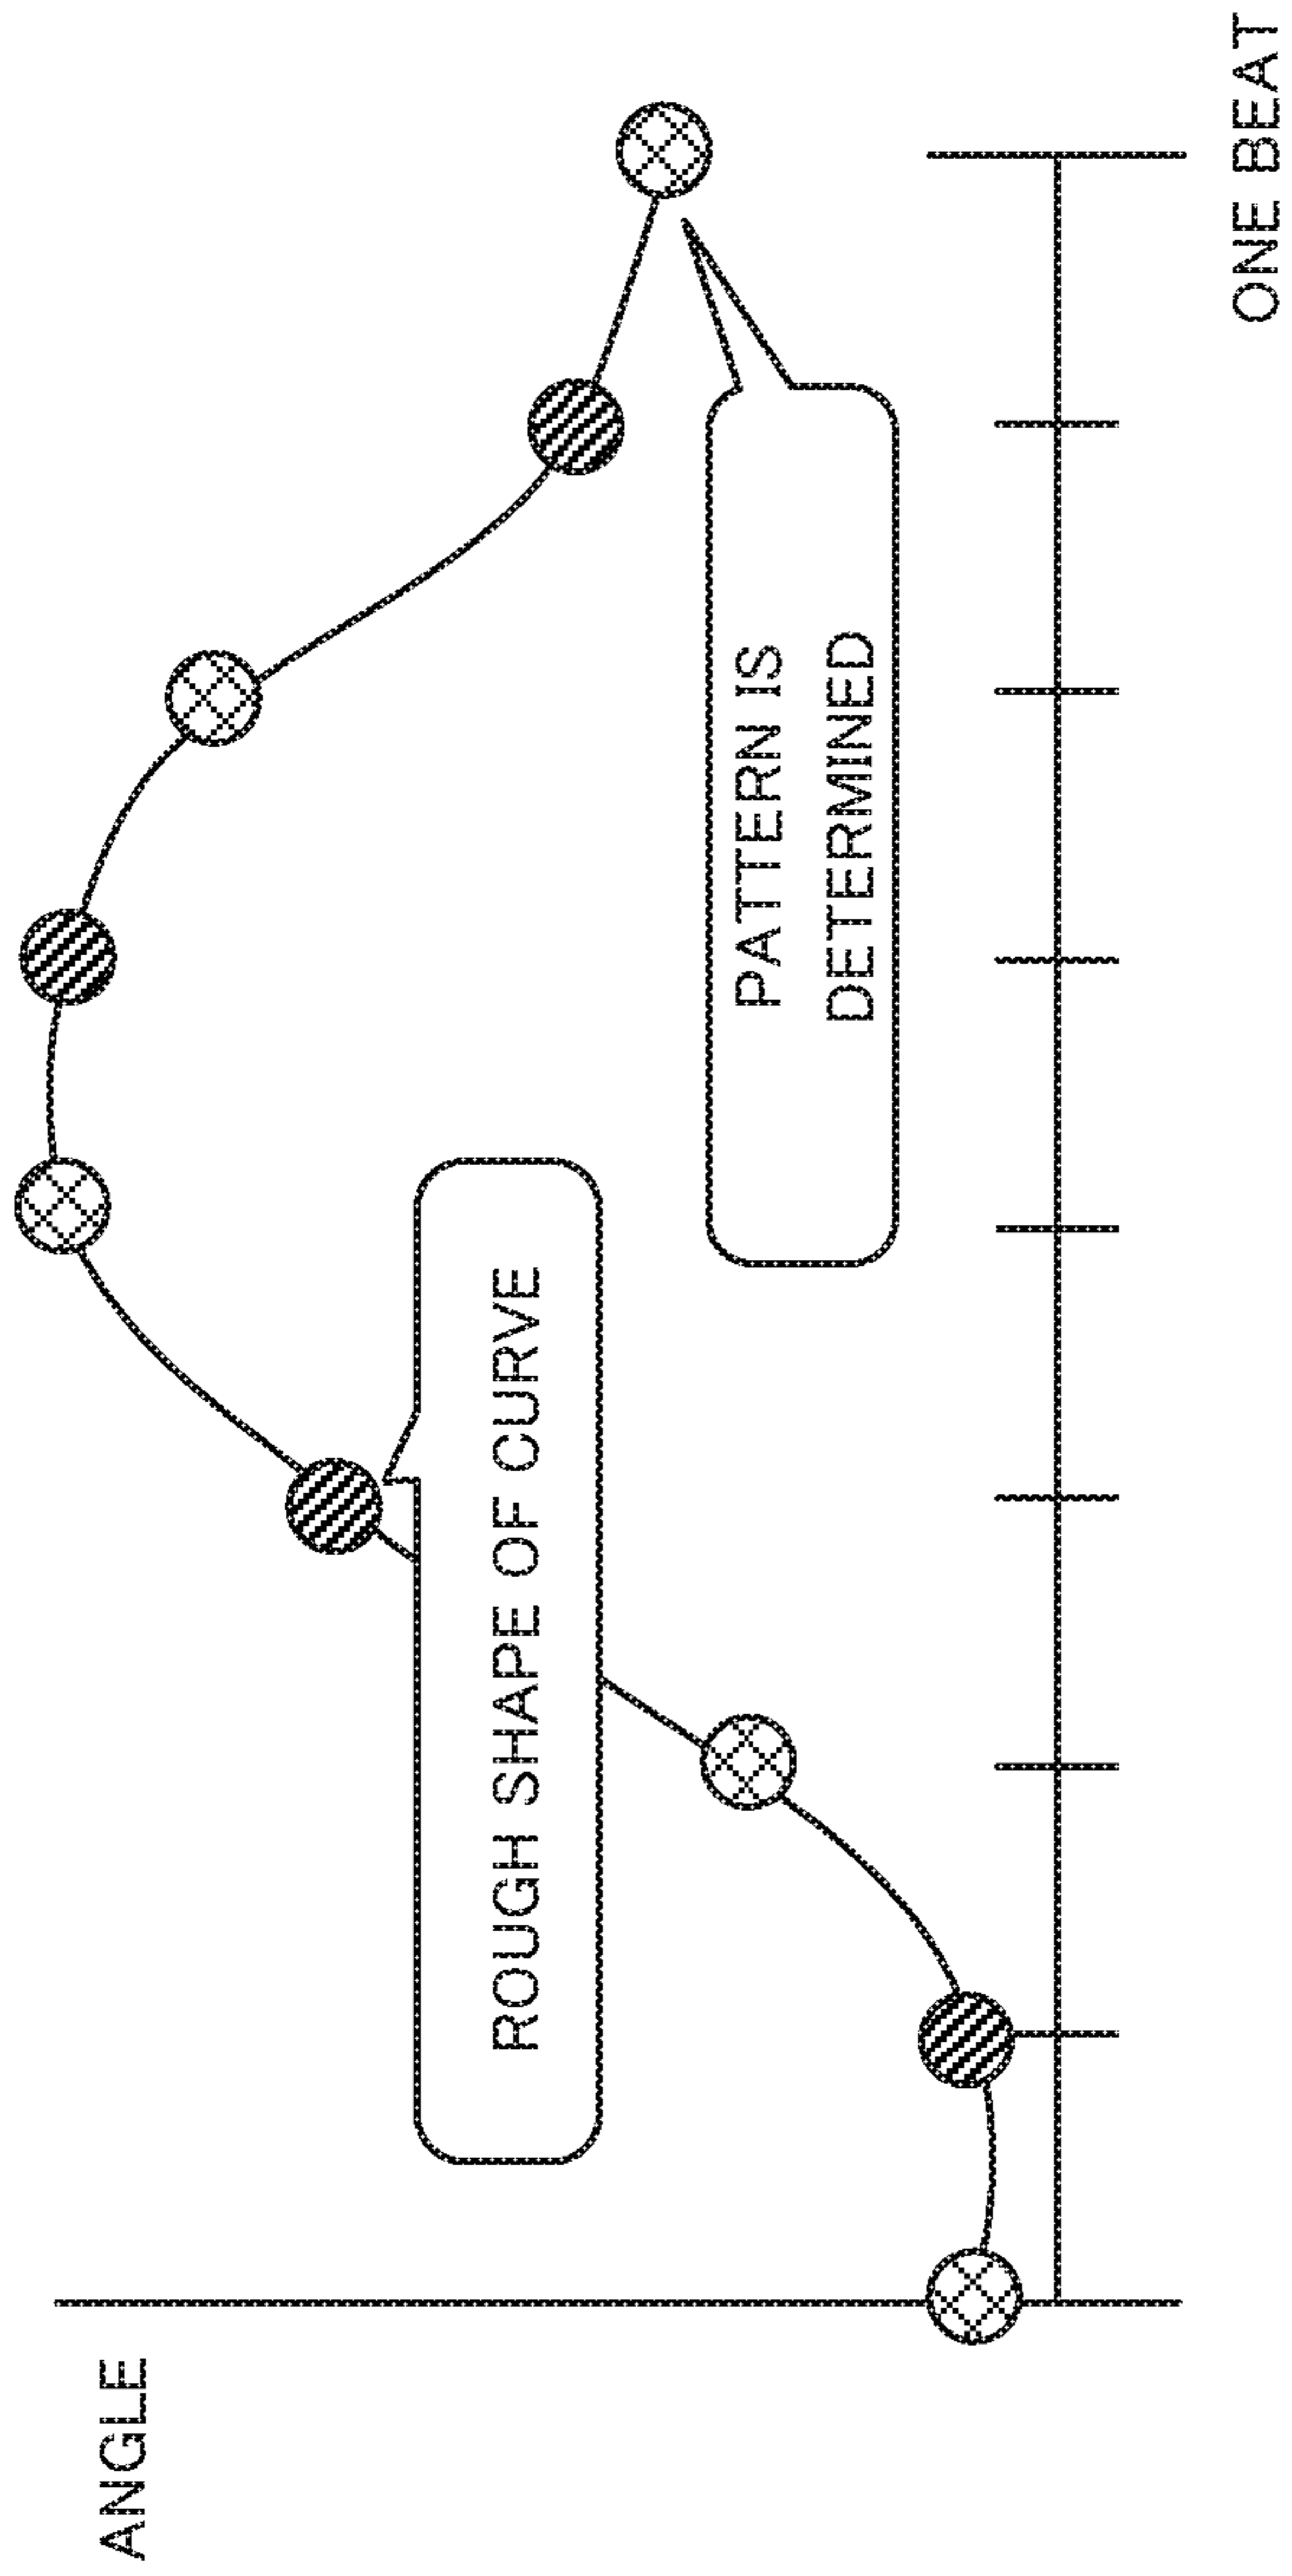 ANGLE
ROUGH SHAPE OF CURVE
PATTERN IS
DETERMINED
ONE BEAT